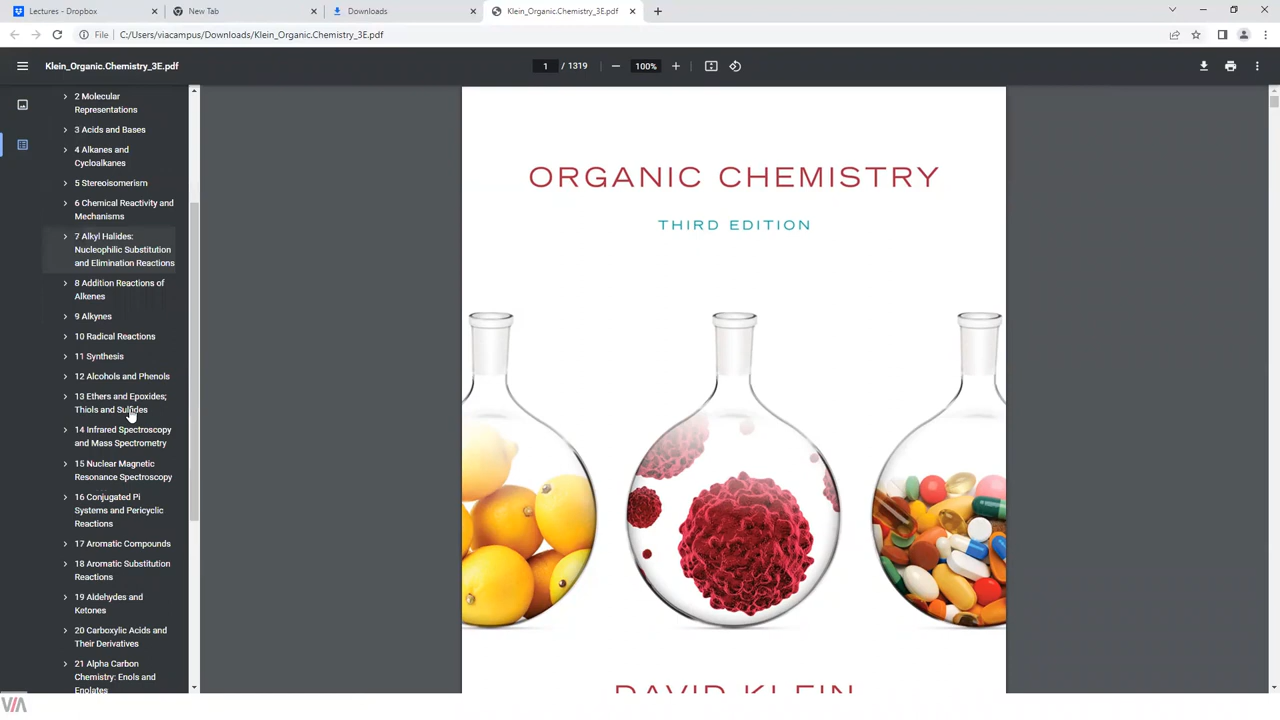 Lectures - Dropbox
New Tab
Downloads
Klein_Organic.Chemistry_3E.pdf
File
C:/Users/viacampus/Downloads/Klein_Organic.Chemistry_3E.pdf
Klein_Organic.Chemistry_3E.pdf
1 / 1319
100%
2 Molecular
Representations
3 Acids and Bases
4 Alkanes and
Cycloalkanes
5 Stereoisomerism
6 Chemical Reactivity and
Mechanisms
7 Alkyl Halides:
Nucleophilic Substitution
and Elimination Reactions
8 Addition Reactions of
Alkenes
9 Alkynes
10 Radical Reactions
11 Synthesis
12 Alcohols and Phenols
13 Ethers and Epoxides;
Thiols and Sulfides
14 Infrared Spectroscopy
and Mass Spectrometry
15 Nuclear Magnetic
Resonance Spectroscopy
16 Conjugated Pi
Systems and Pericyclic
Reactions
17 Aromatic Compounds
18 Aromatic Substitution
Reactions
19 Aldehydes and
Ketones
20 Carboxylic Acids and
Their Derivatives
21 Alpha Carbon
Chemistry: Enols and
Enolates
ORGANIC CHEMISTRY
THIRD EDITION
DAVID KLEIN
VIA